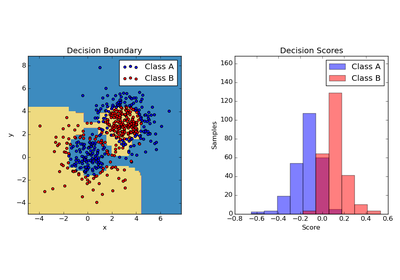 Decision Boundary
Class A
Class B
y
8
6
4
2
0
−2
−4
−4 −2 0 2 4 6
x
Decision Scores
Class A
Class B
Samples
160
140
120
100
80
60
40
20
0
−0.8 −0.6 −0.4 −0.2 0.0 0.2 0.4 0.6
Score